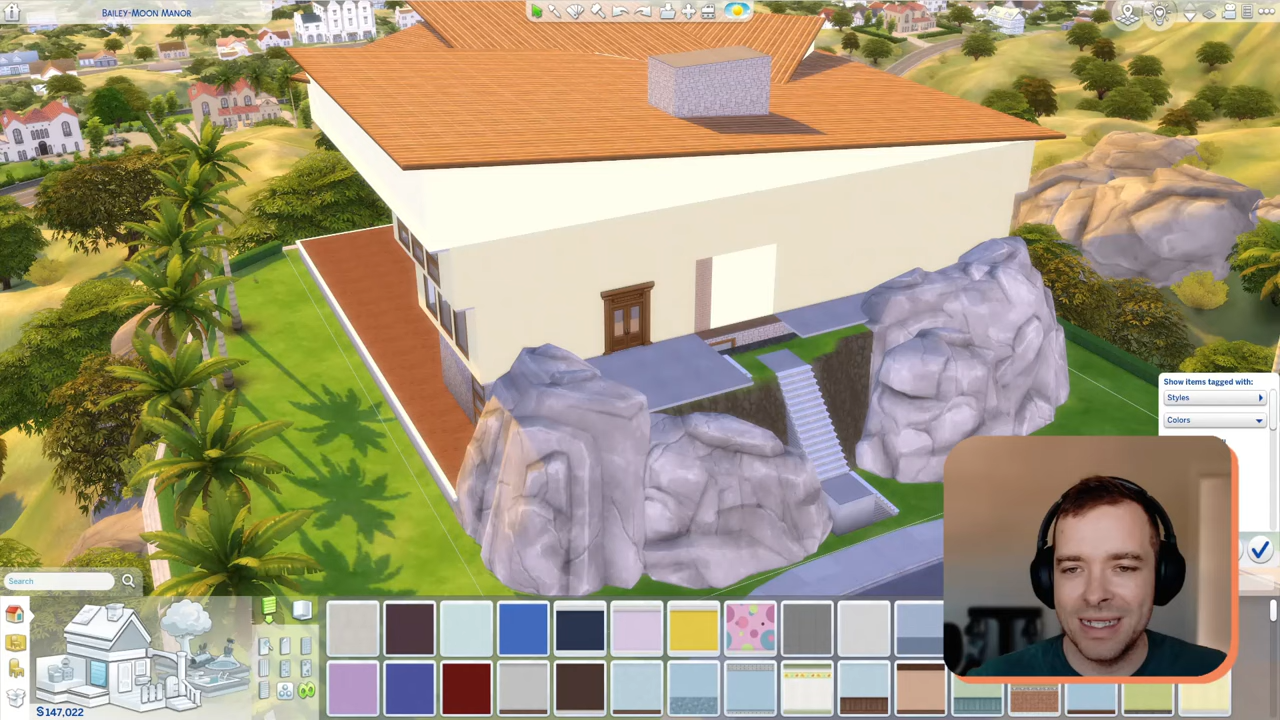 Bailey-Moon Manor
Show items tagged with:
Styles
Colors
Search
§147,022